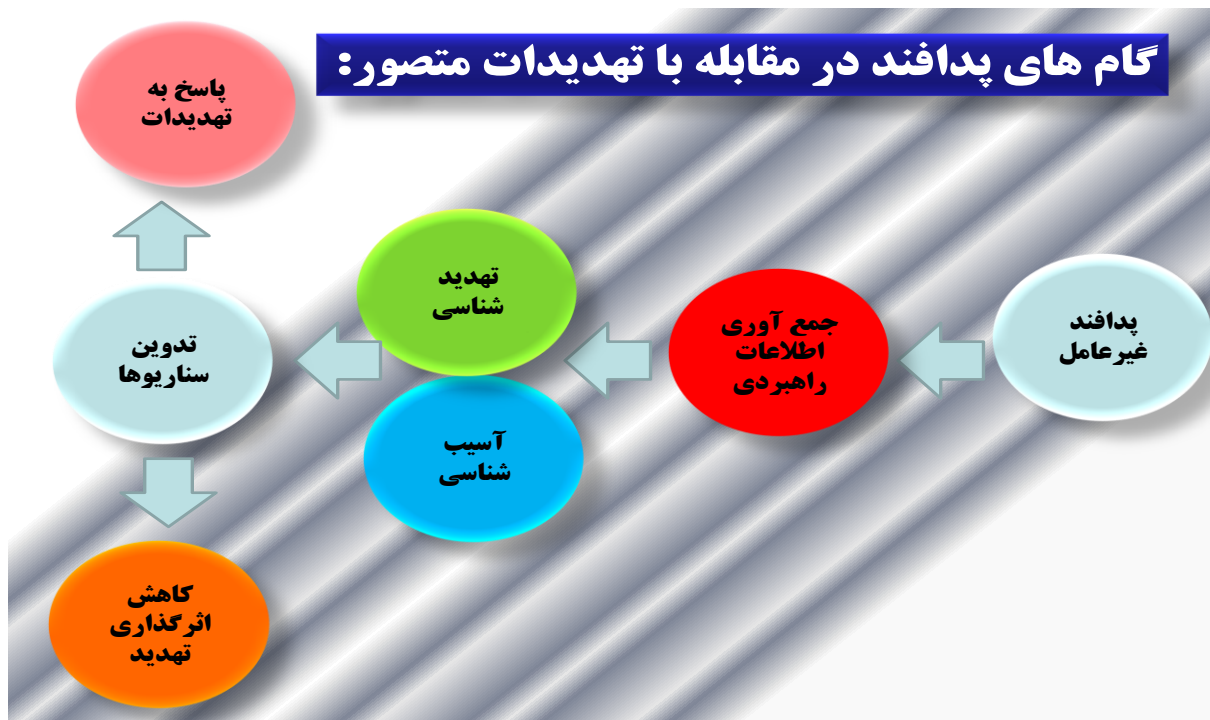 گام های پدافند در مقابله با تهدیدات متصور:
پدافند
غیرعامل
جمع آوری
اطلاعات
راهبردی
تهدید
شناسی
آسیب
شناسی
تدوین
سناریوها
پاسخ به
تهدیدات
کاهش
اثرگذاری
تهدید